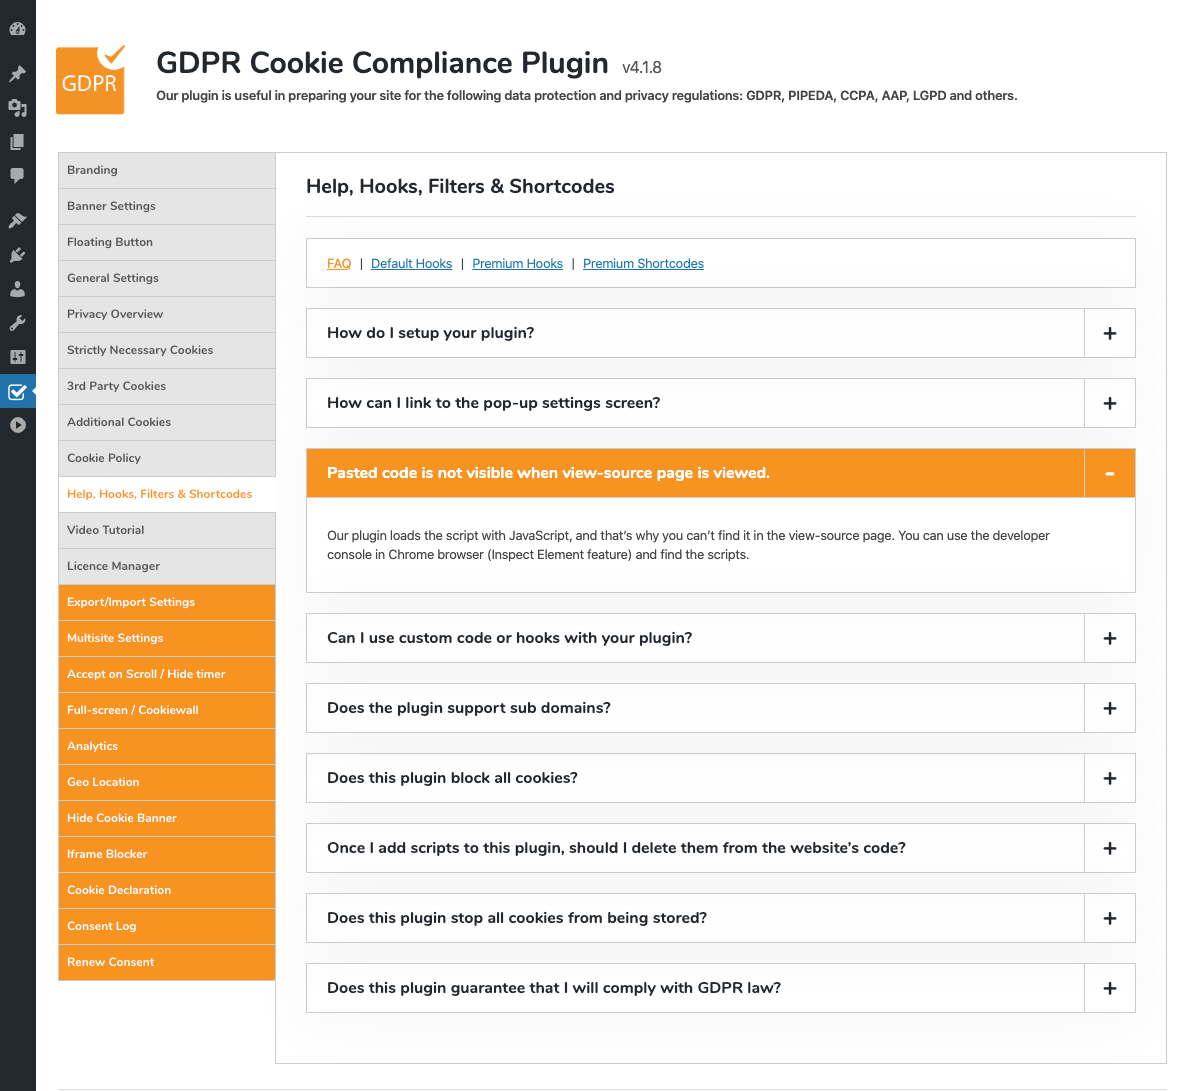 GDPR
GDPR Cookie Compliance Plugin v4.1.8
Our plugin is useful in preparing your site for the following data protection and privacy regulations: GDPR, PIPEDA, CCPA, AAP, LGPD and others.
Branding
Banner Settings
Floating Button
General Settings
Privacy Overview
Strictly Necessary Cookies
3rd Party Cookies
Additional Cookies
Cookie Policy
Help, Hooks, Filters & Shortcodes
Video Tutorial
Licence Manager
Export/Import Settings
Multisite Settings
Accept on Scroll / Hide timer
Full-screen / Cookiewall
Analytics
Geo Location
Hide Cookie Banner
Iframe Blocker
Cookie Declaration
Consent Log
Renew Consent
Help, Hooks, Filters & Shortcodes
FAQ | Default Hooks | Premium Hooks | Premium Shortcodes
How do I setup your plugin?
How can I link to the pop-up settings screen?
Pasted code is not visible when view-source page is viewed.
Our plugin loads the script with JavaScript, and that's why you can't find it in the view-source page. You can use the developer
console in Chrome browser (Inspect Element feature) and find the scripts.
Can I use custom code or hooks with your plugin?
Does the plugin support sub domains?
Does this plugin block all cookies?
Once I add scripts to this plugin, should I delete them from the website's code?
Does this plugin stop all cookies from being stored?
Does this plugin guarantee that I will comply with GDPR law?